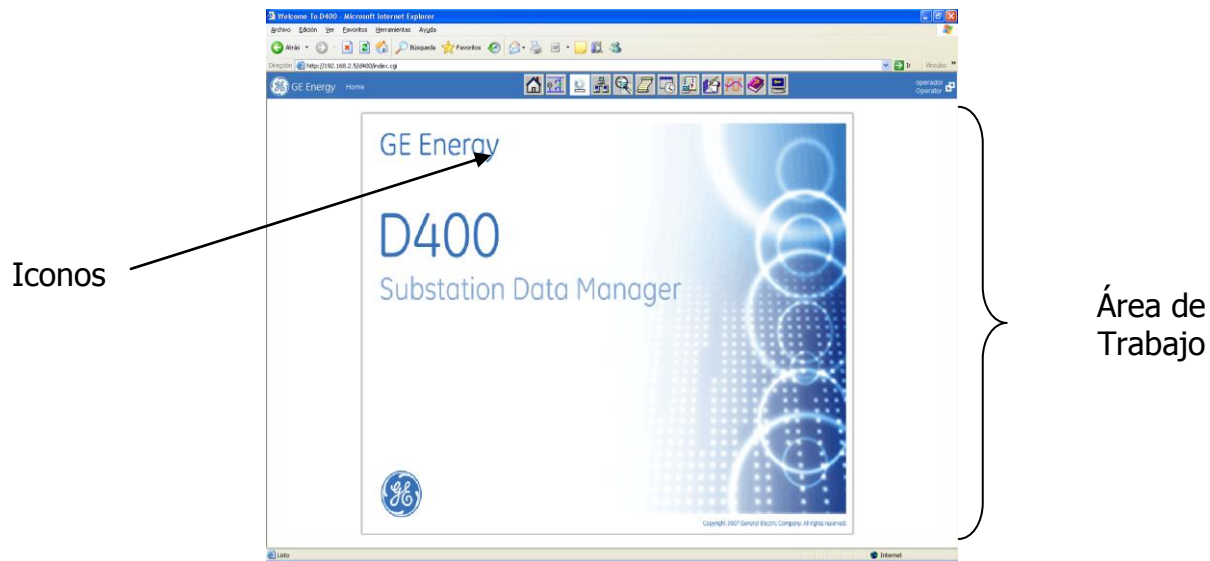 Welcome To D400 - Microsoft Internet Explorer
Archivo Edición Ver Favoritos Herramientas Ayuda
Atrás Búsqueda Favoritos
Dirección http://192.168.2.5/d400/index.cgi Ir Vínculos
GE Energy Home operador
Operator
GE Energy
D400
Substation Data Manager
Iconos
Área de
Trabajo
GE
Copyright 2007 General Electric Company. All rights reserved.
Listo Internet